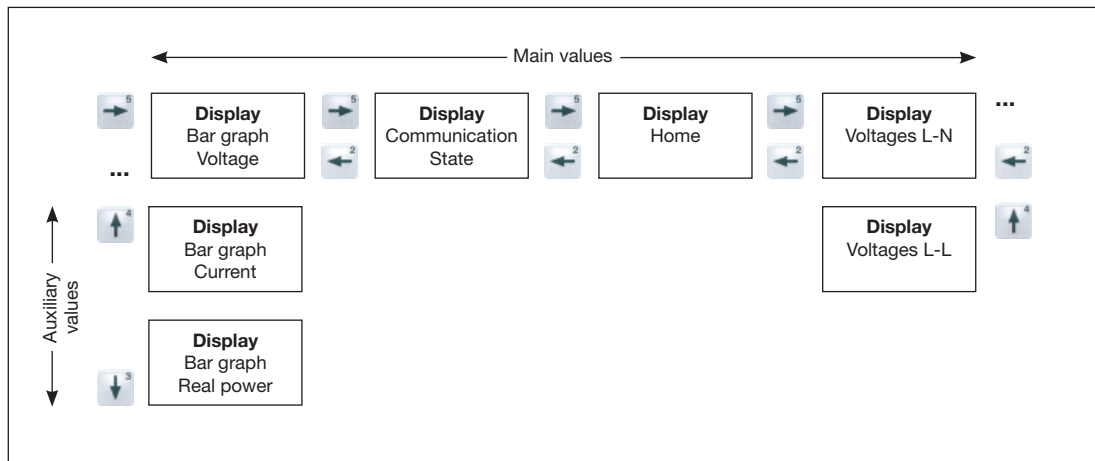 Main values
5
Display
Bar graph
Voltage
5
2
Display
Communication
State
5
2
Display
Home
5
2
Display
Voltages L-N
...
2
...
Auxiliary
values
4
Display
Bar graph
Current
Display
Voltages L-L
4
3
Display
Bar graph
Real power